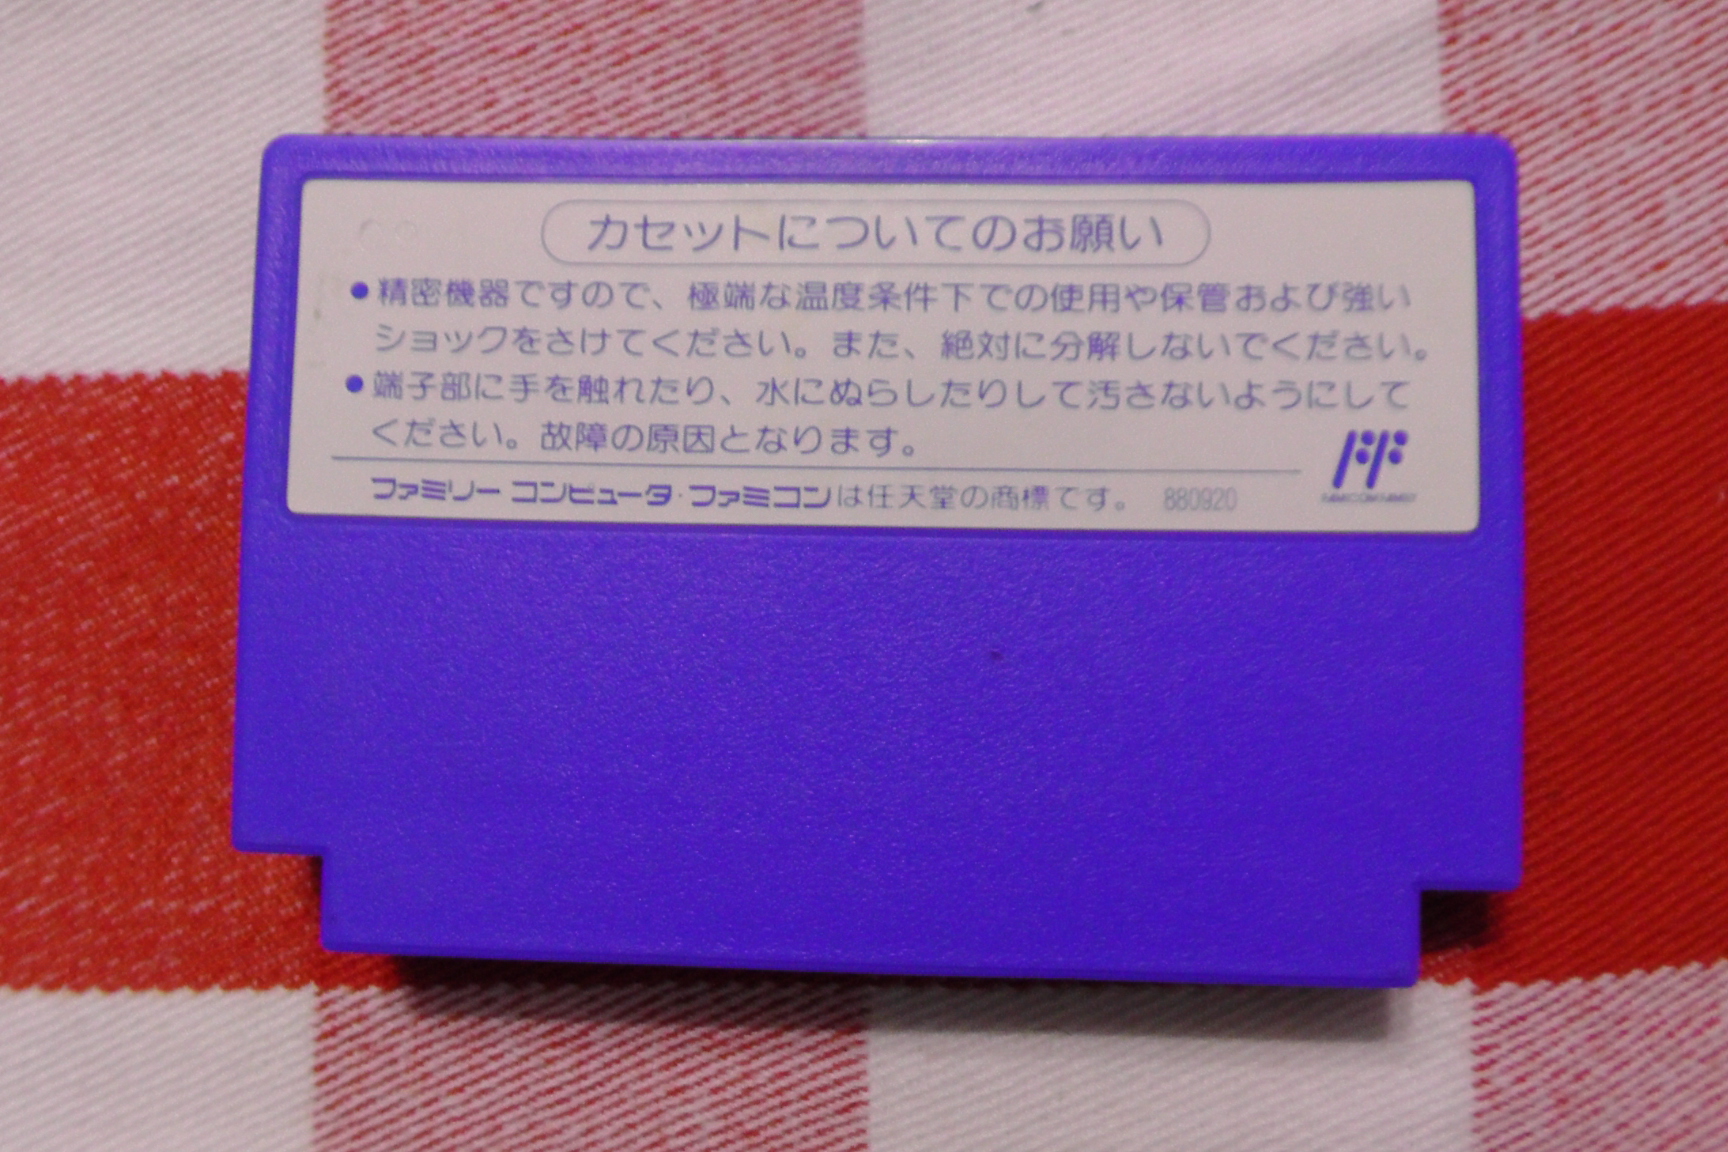 カセットについてのお願い
●精密機器ですので、極端な温度条件下での使用や保管および強い
ショックをさけてください。また、絶対に分解しないでください。
●端子部に手を触れたり、水にぬらしたりして汚さないようにして
ください。故障の原因となります。
ファミリー コンピュータ・ファミコンは任天堂の商標です。 880920